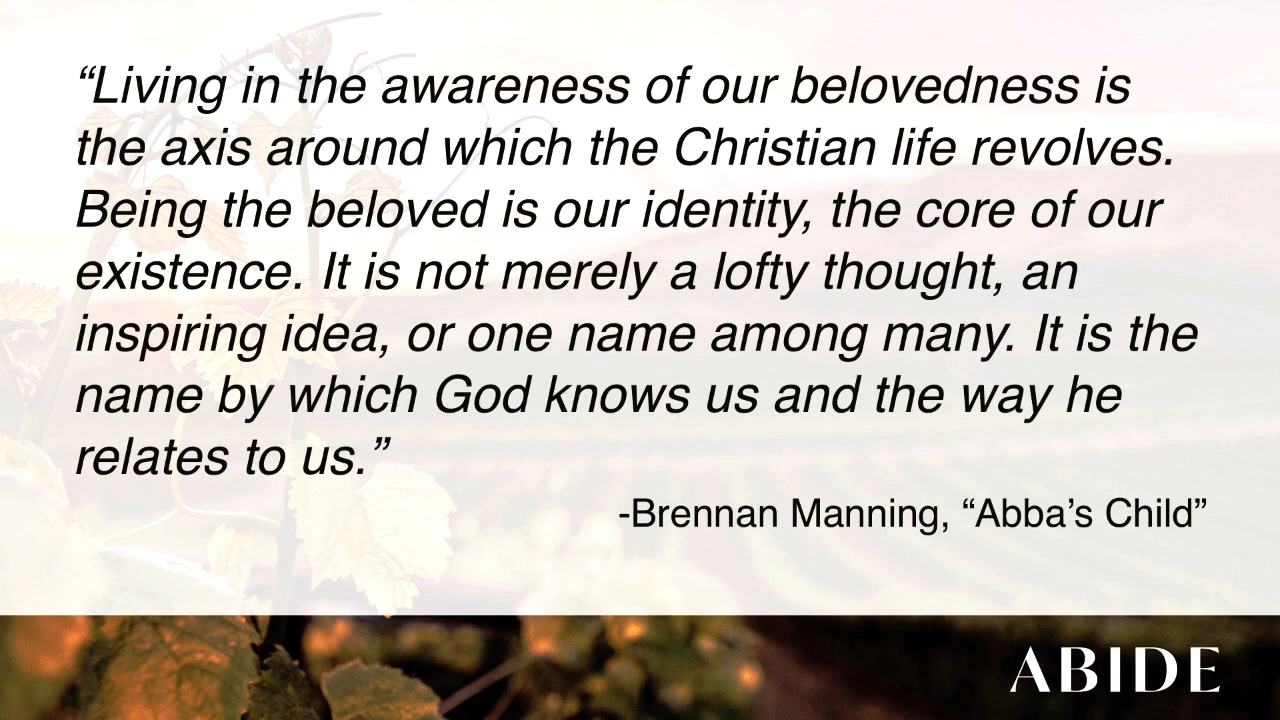 “Living in the awareness of our belovedness is
the axis around which the Christian life revolves.
Being the beloved is our identity, the core of our
existence. It is not merely a lofty thought, an
inspiring idea, or one name among many. It is the
name by which God knows us and the way he
relates to us.”
-Brennan Manning, “Abba’s Child”
ABIDE